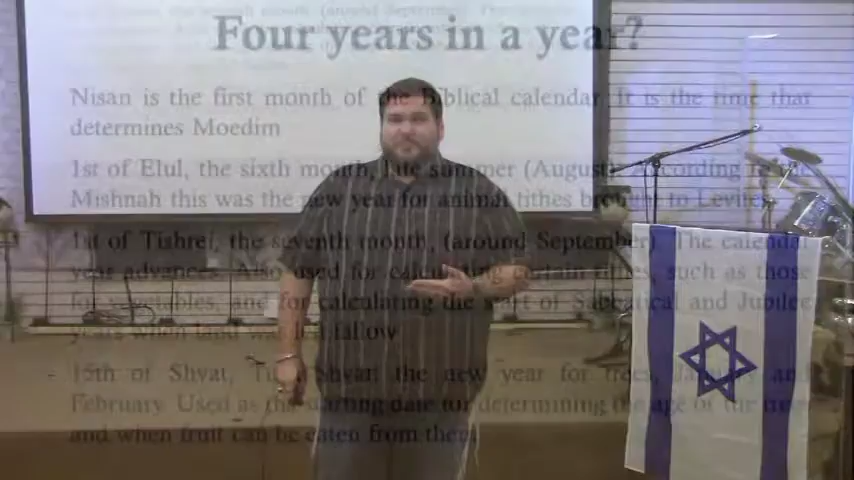 Four years in a year?
Nisan is the first month of the Biblical calendar. It is the time that
determines Moedim
1st of Elul, the sixth month, late summer (August). According to the
Mishnah this was the new year for animal tithes brought to Levites
1st of Tishrei, the seventh month, (around September). The calendar
year advances. Also used for calculating certain tithes, such as those
for vegetables, and for calculating the start of Sabbatical and Jubilee
years when land was left fallow
- 15th of Shvat, Tu Shvat: the new year for trees, January and
February. Used as the starting date for determining the age of the trees
and when fruit can be eaten from them